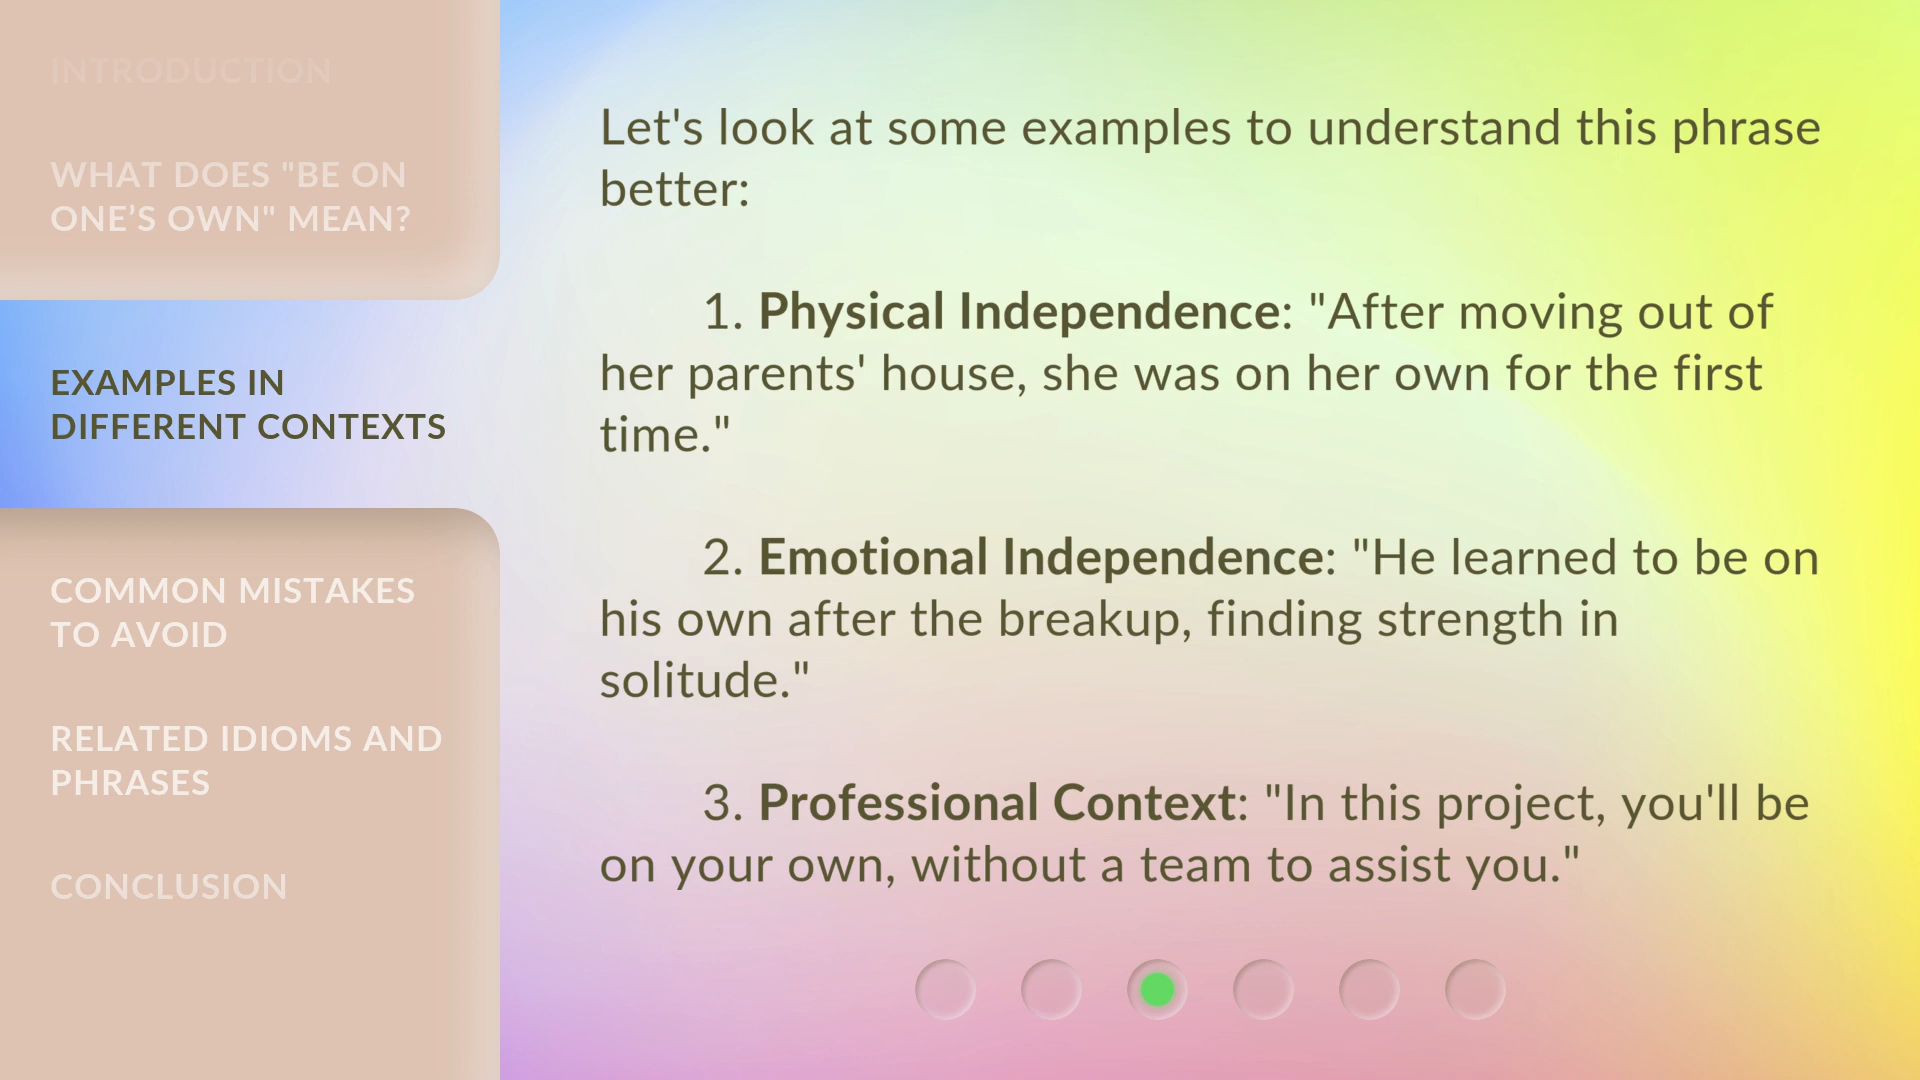 INTRODUCTION
WHAT DOES "BE ON
ONE’S OWN" MEAN?
EXAMPLES IN
DIFFERENT CONTEXTS
COMMON MISTAKES
TO AVOID
RELATED IDIOMS AND
PHRASES
CONCLUSION
Let's look at some examples to understand this phrase
better:
1. Physical Independence: "After moving out of
her parents' house, she was on her own for the first
time."
2. Emotional Independence: "He learned to be on
his own after the breakup, finding strength in
solitude."
3. Professional Context: "In this project, you'll be
on your own, without a team to assist you."